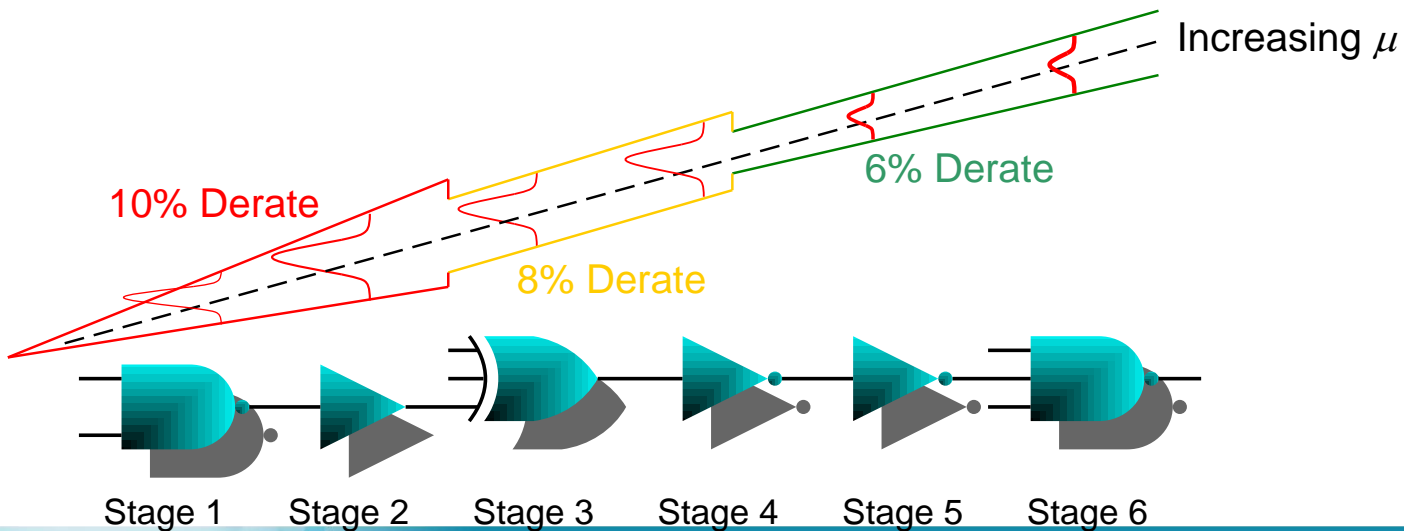 Increasing μ
6% Derate
10% Derate
8% Derate
Stage 1 Stage 2 Stage 3 Stage 4 Stage 5 Stage 6